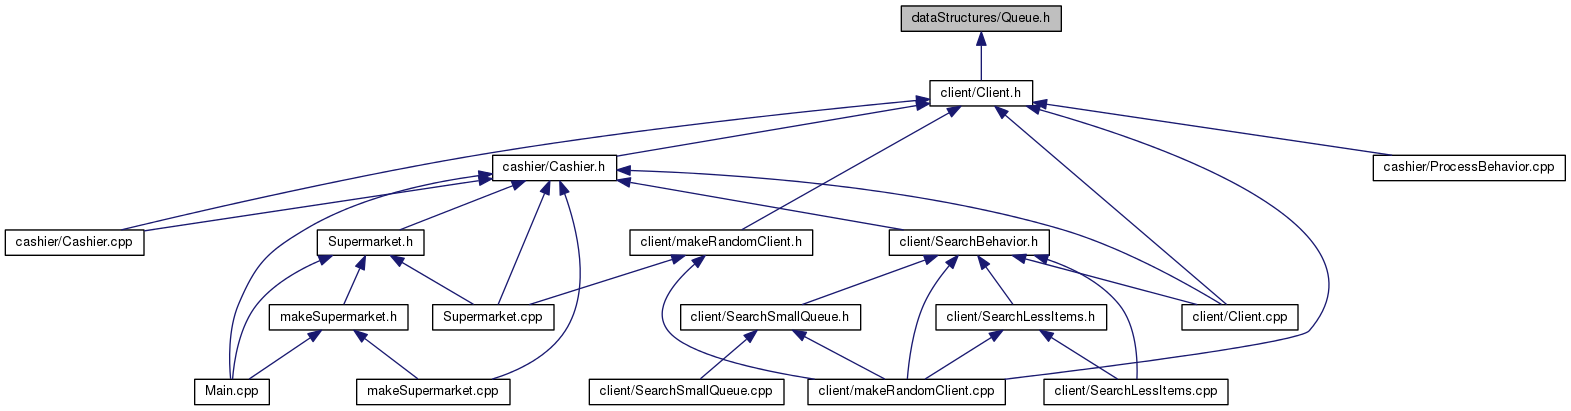 dataStructures/Queue.h
client/Client.h
cashier/Cashier.h
cashier/ProcessBehavior.cpp
cashier/Cashier.cpp
Supermarket.h
client/makeRandomClient.h
client/SearchBehavior.h
makeSupermarket.h
Supermarket.cpp
client/SearchSmallQueue.h
client/SearchLessItems.h
client/Client.cpp
Main.cpp
makeSupermarket.cpp
client/SearchSmallQueue.cpp
client/makeRandomClient.cpp
client/SearchLessItems.cpp